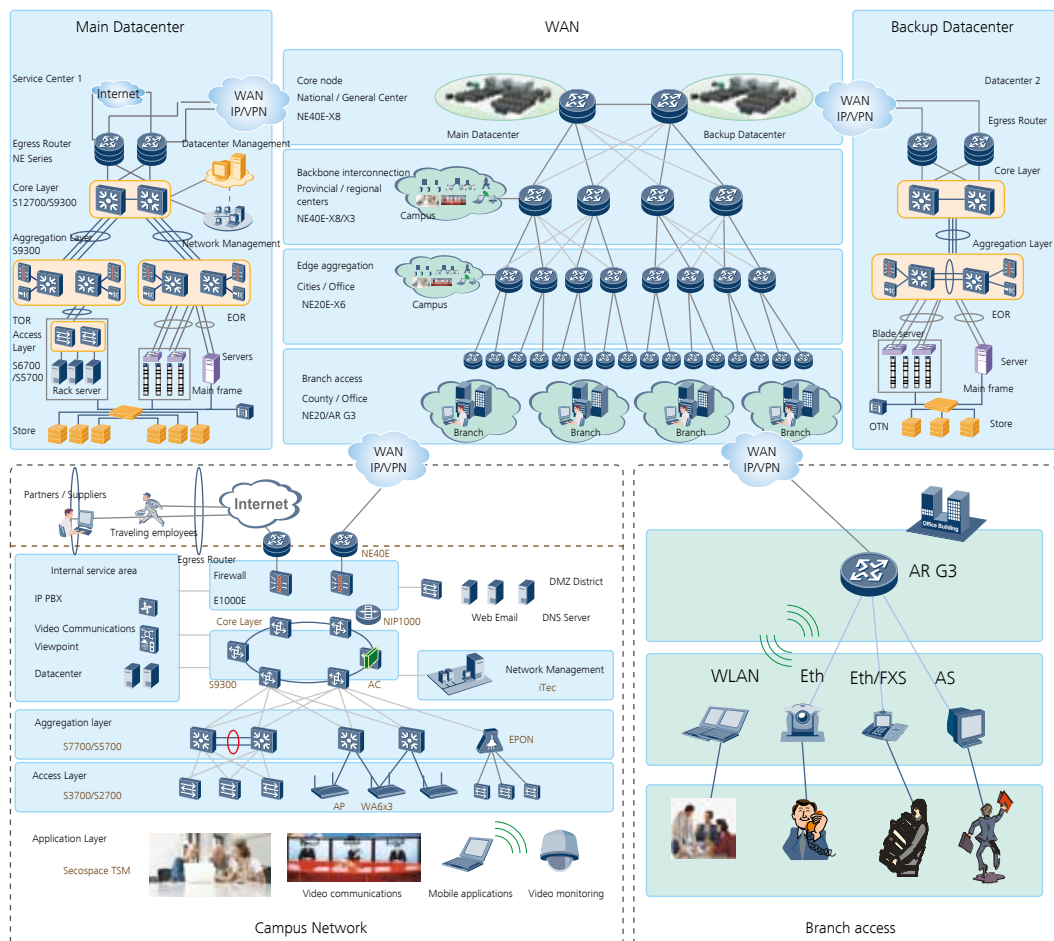 Main Datacenter
WAN
Backup Datacenter
Service Center 1
Internet
WAN
IP/VPN
Egress Router
NE Series
Datacenter Management
Core Layer
S12700/S9300
Network Management
Aggregation Layer
S9300
TOR
Access
Layer
EOR
S6700
/S5700
Rack server
Servers
Main frame
Store
Core node
National / General Center
NE40E-X8
Main Datacenter
Backup Datacenter
Backbone interconnection
Provincial / regional
centers
NE40E-X8/X3
Campus
Edge aggregation
Cities / Office
NE20E-X6
Campus
Branch access
County / Office
NE20/AR G3
Branch
Branch
Branch
Branch
WAN
IP/VPN
Datacenter 2
Egress Router
Core Layer
Aggregation Layer
EOR
Blade server
Server
Main frame
OTN
Store
WAN
IP/VPN
WAN
IP/VPN
Partners / Suppliers
Traveling employees
Internet
Egress Router
NE40E
Internal service area
IP PBX
Video Communications
Viewpoint
Datacenter
Firewall
E1000E
DMZ District
Web Email
DNS Server
Core Layer
NIP1000
S9300
AC
Network Management
iTec
Aggregation layer
S7700/S5700
EPON
Access Layer
S3700/S2700
AP
WA6x3
Application Layer
Secospace TSM
Video communications
Mobile applications
Video monitoring
Campus Network
Office Building
AR G3
WLAN
Eth
Eth/FXS
AS
Branch access